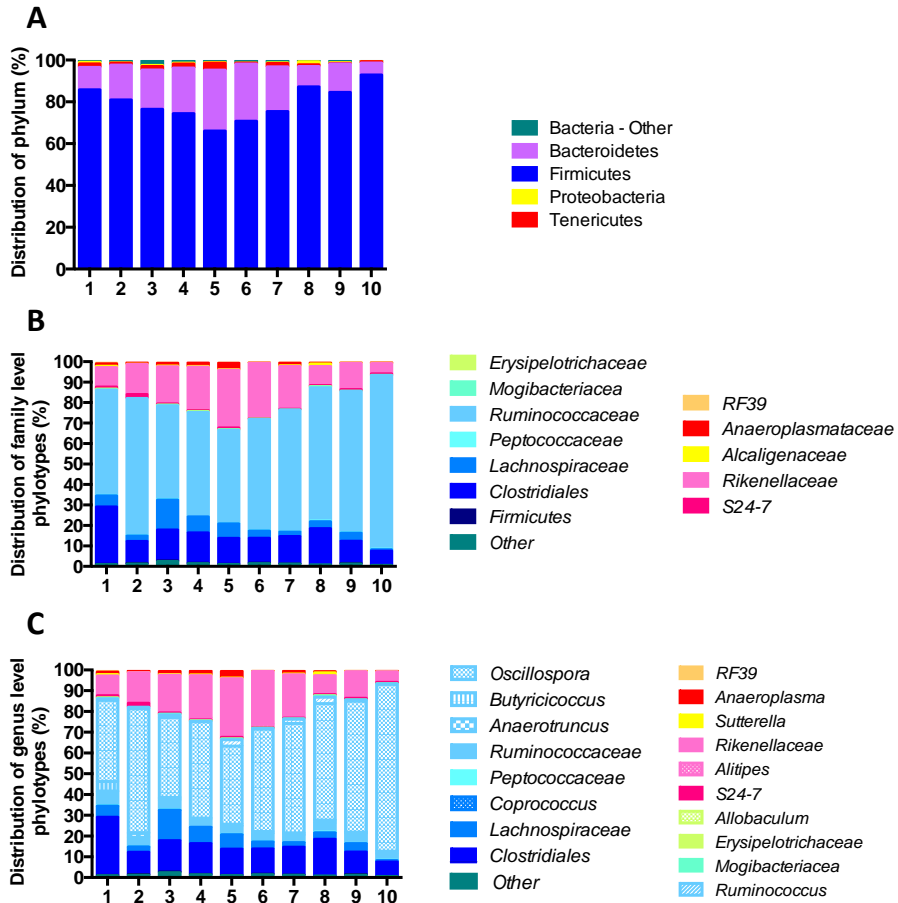 A
Distribution of phylum (%)
100
80
60
40
20
0
1 2 3 4 5 6 7 8 9 10
Bacteria - Other
Bacteroidetes
Firmicutes
Proteobacteria
Tenericutes
B
Distribution of family level
phylotypes (%)
100
90
80
70
60
50
40
30
20
10
0
1 2 3 4 5 6 7 8 9 10
Erysipelotrichaceae
Mogibacteriacea
Ruminococcaceae
Peptococcaceae
Lachnospiraceae
Clostridiales
Firmicutes
Other
RF39
Anaeroplasmataceae
Alcaligenaceae
Rikenellaceae
S24-7
C
Distribution of genus level
phylotypes (%)
100
90
80
70
60
50
40
30
20
10
0
1 2 3 4 5 6 7 8 9 10
Oscillospora
Butyricicoccus
Anaerotruncus
Ruminococcaceae
Peptococcaceae
Coprococcus
Lachnospiraceae
Clostridiales
Other
RF39
Anaeroplasma
Sutterella
Rikenellaceae
Alitipes
S24-7
Allobaculum
Erysipelotrichaceae
Mogibacteriacea
Ruminococcus